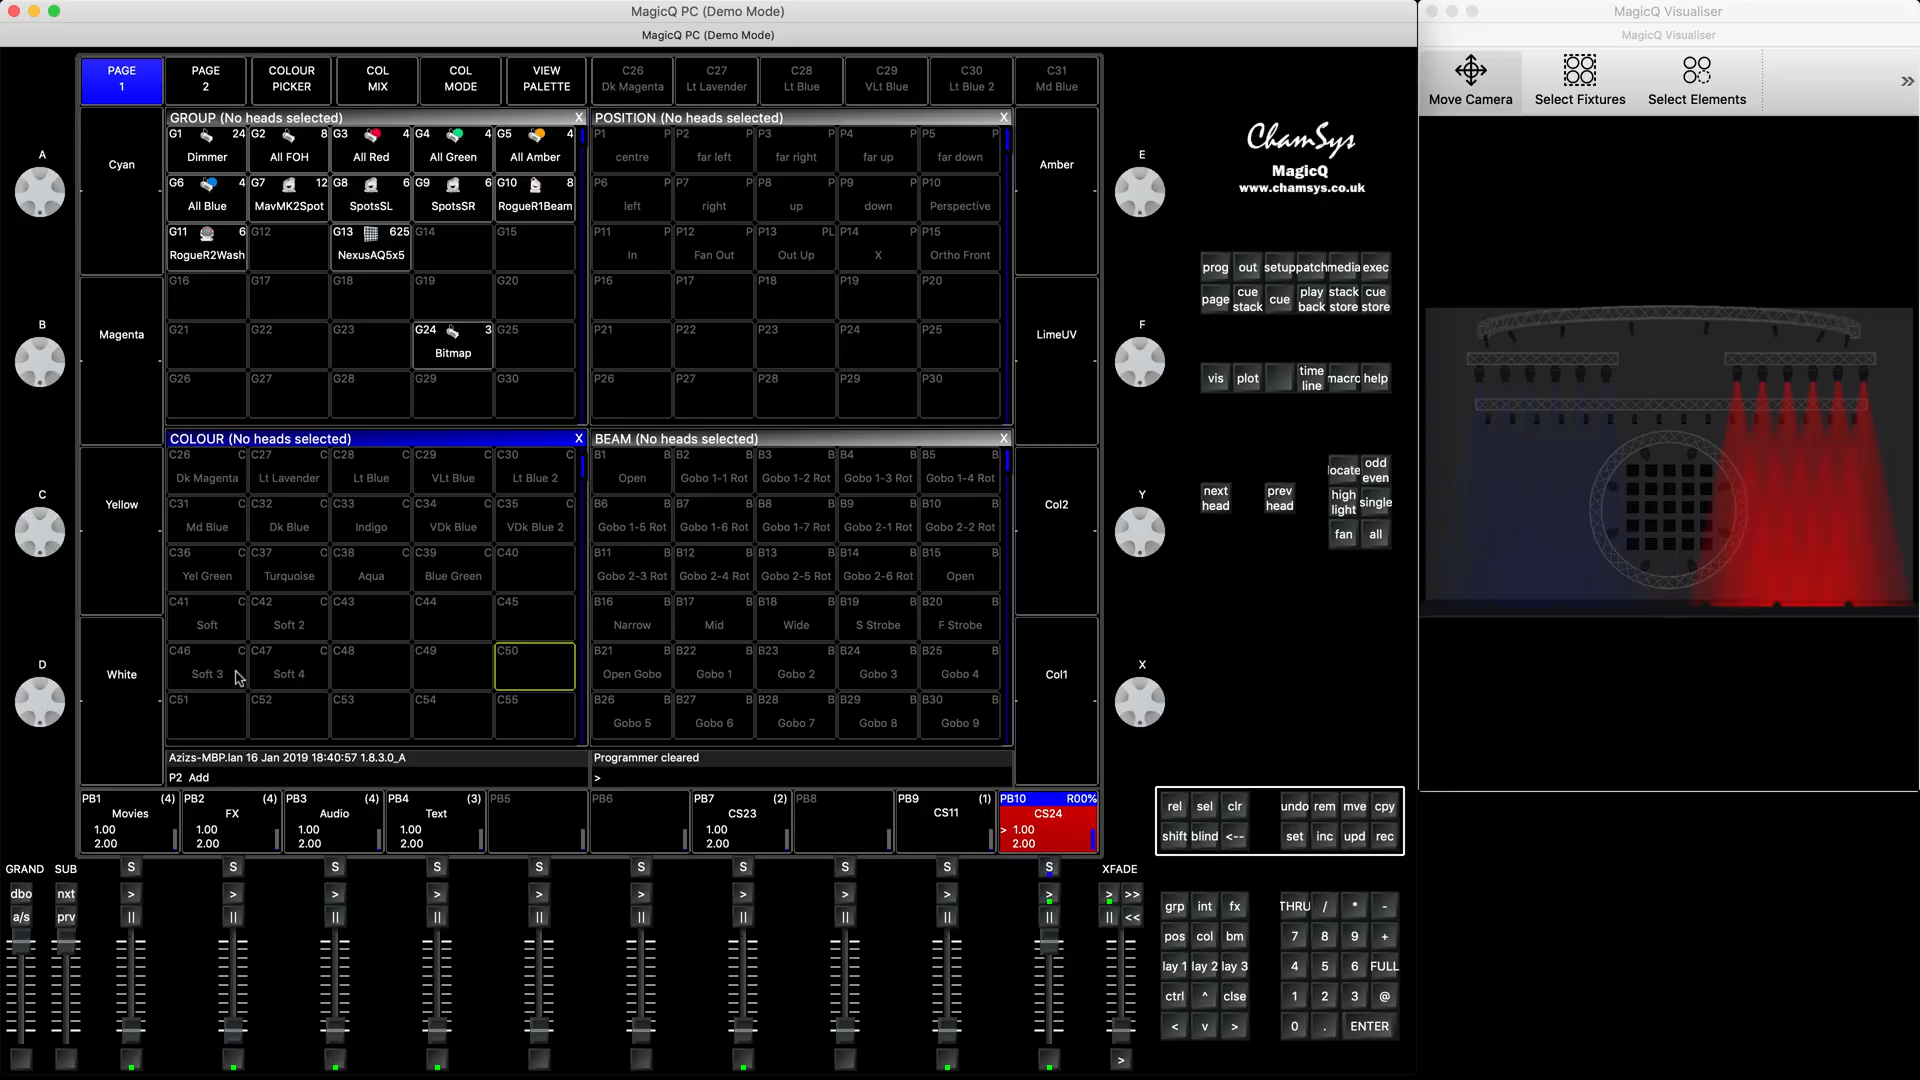 MagicQ PC (Demo Mode)
MagicQ PC (Demo Mode)
MagicQ Visualiser
MagicQ Visualiser
Move Camera
Select Fixtures
Select Elements
PAGE 1
PAGE 2
COLOUR PICKER
COL MIX
COL MODE
VIEW PALETTE
C26 Dk Magenta
C27 Lt Lavender
C28 Lt Blue
C29 VLt Blue
C30 Lt Blue 2
C31 Md Blue
A
B
C
D
Cyan
Magenta
Yellow
White
GROUP (No heads selected) X
G1 24 G2 8 G3 4 G4 4 G5 4
Dimmer All FOH All Red All Green All Amber
G6 4 G7 12 G8 6 G9 6 G10 8
All Blue MavMK2Spot SpotsSL SpotsSR RogueR1Beam
G11 6 G12 G13 625 G14 G15
RogueR2Wash NexusAQ5x5
G16 G17 G18 G19 G20
G21 G22 G23 G24 3 G25
Bitmap
G26 G27 G28 G29 G30
POSITION (No heads selected) X
P1 P P2 P P3 P P4 P P5 P
centre far left far right far up far down
P6 P P7 P P8 P P9 P P10 P
left right up down Perspective
P11 P P12 P P13 PL P14 P P15 P
In Fan Out Out Up X Ortho Front
P16 P17 P18 P19 P20
P21 P22 P23 P24 P25
P26 P27 P28 P29 P30
COLOUR (No heads selected) X
C26 C C27 C C28 C C29 C C30 C
Dk Magenta Lt Lavender Lt Blue VLt Blue Lt Blue 2
C31 C C32 C C33 C C34 C C35 C
Md Blue Dk Blue Indigo VDk Blue VDk Blue 2
C36 C C37 C C38 C C39 C C40
Yel Green Turquoise Aqua Blue Green
C41 C C42 C C43 C44 C45
Soft Soft 2
C46 C C47 C C48 C49 C50
Soft 3 Soft 4
C51 C52 C53 C54 C55
BEAM (No heads selected) X
B1 B B2 B B3 B B4 B B5 B
Open Gobo 1-1 Rot Gobo 1-2 Rot Gobo 1-3 Rot Gobo 1-4 Rot
B6 B B7 B B8 B B9 B B10 B
Gobo 1-5 Rot Gobo 1-6 Rot Gobo 1-7 Rot Gobo 2-1 Rot Gobo 2-2 Rot
B11 B B12 B B13 B B14 B B15 B
Gobo 2-3 Rot Gobo 2-4 Rot Gobo 2-5 Rot Gobo 2-6 Rot Open
B16 B B17 B B18 B B19 B B20 B
Narrow Mid Wide S Strobe F Strobe
B21 B B22 B B23 B B24 B B25 B
Open Gobo Gobo 1 Gobo 2 Gobo 3 Gobo 4
B26 B B27 B B28 B B29 B B30 B
Gobo 5 Gobo 6 Gobo 7 Gobo 8 Gobo 9
Amber
LimeUV
Col2
Col1
E
F
Y
X
ChamSys
MagicQ
www.chamsys.co.uk
prog out setup patch media exec
page cue stack cue play back stack store cue store
vis plot time line macro help
next head prev head
locate odd even
high light single
fan all
Azizs-MBP.lan 16 Jan 2019 18:40:57 1.8.3.0_A
P2 Add
Programmer cleared
>
PB1 (4) Movies 1.00 2.00
PB2 (4) FX 1.00 2.00
PB3 (4) Audio 1.00 2.00
PB4 (3) Text 1.00 2.00
PB5
PB6
PB7 (2) CS23 1.00 2.00
PB8
PB9 (1) CS11
PB10 R00% CS24 > 1.00 2.00
rel sel clr undo rem mve cpy
shift blind <-- set inc upd rec
GRAND SUB S S S S S S S S S S XFADE
dbo nxt > > > > > > > > > > > >>
a/s prv || || || || || || || || || || || <<
grp int fx THRU / * -
pos col bm 7 8 9 +
lay 1 lay 2 lay 3 4 5 6 FULL
ctrl ^ clse 1 2 3 @
< v > 0 . ENTER
>